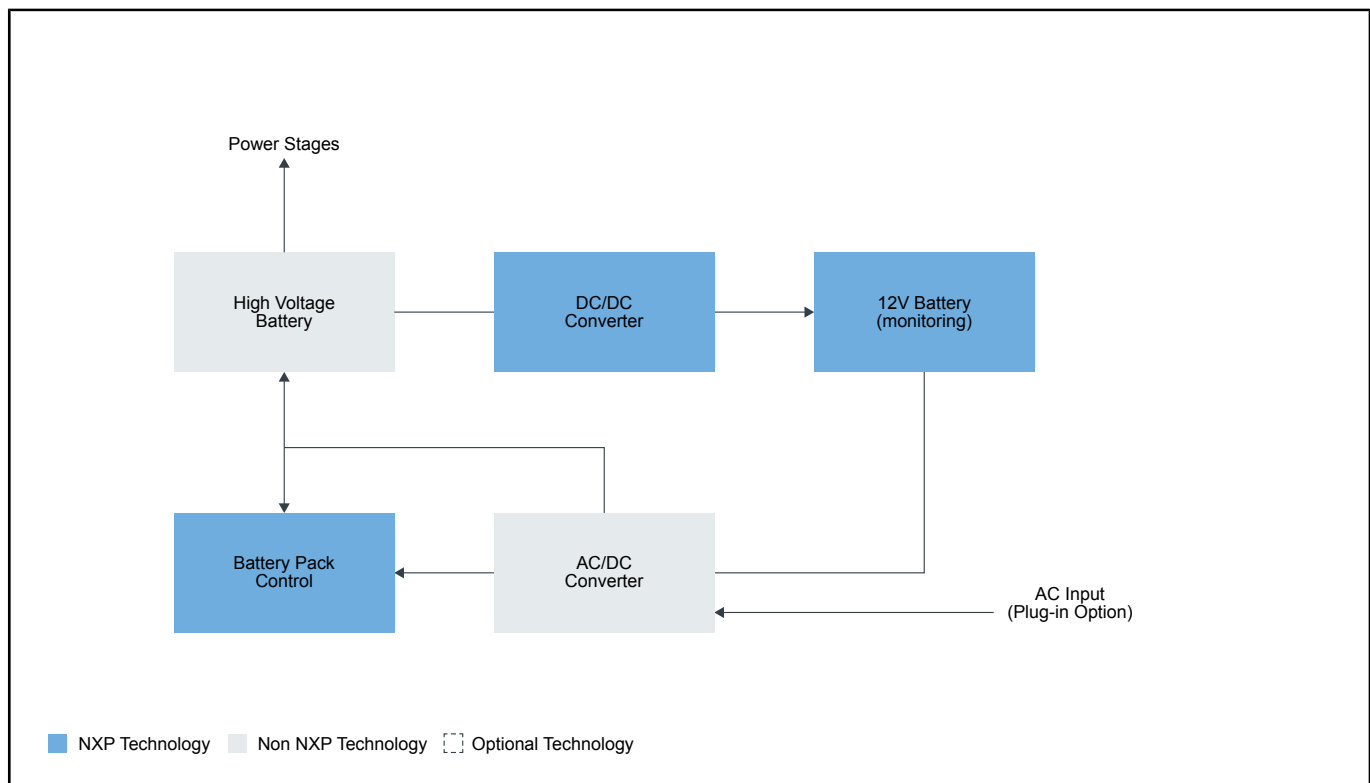 Power Stages
High Voltage
Battery
DC/DC
Converter
12V Battery
(monitoring)
Battery Pack
Control
AC/DC
Converter
AC Input
(Plug-in Option)
NXP Technology
Non NXP Technology
Optional Technology